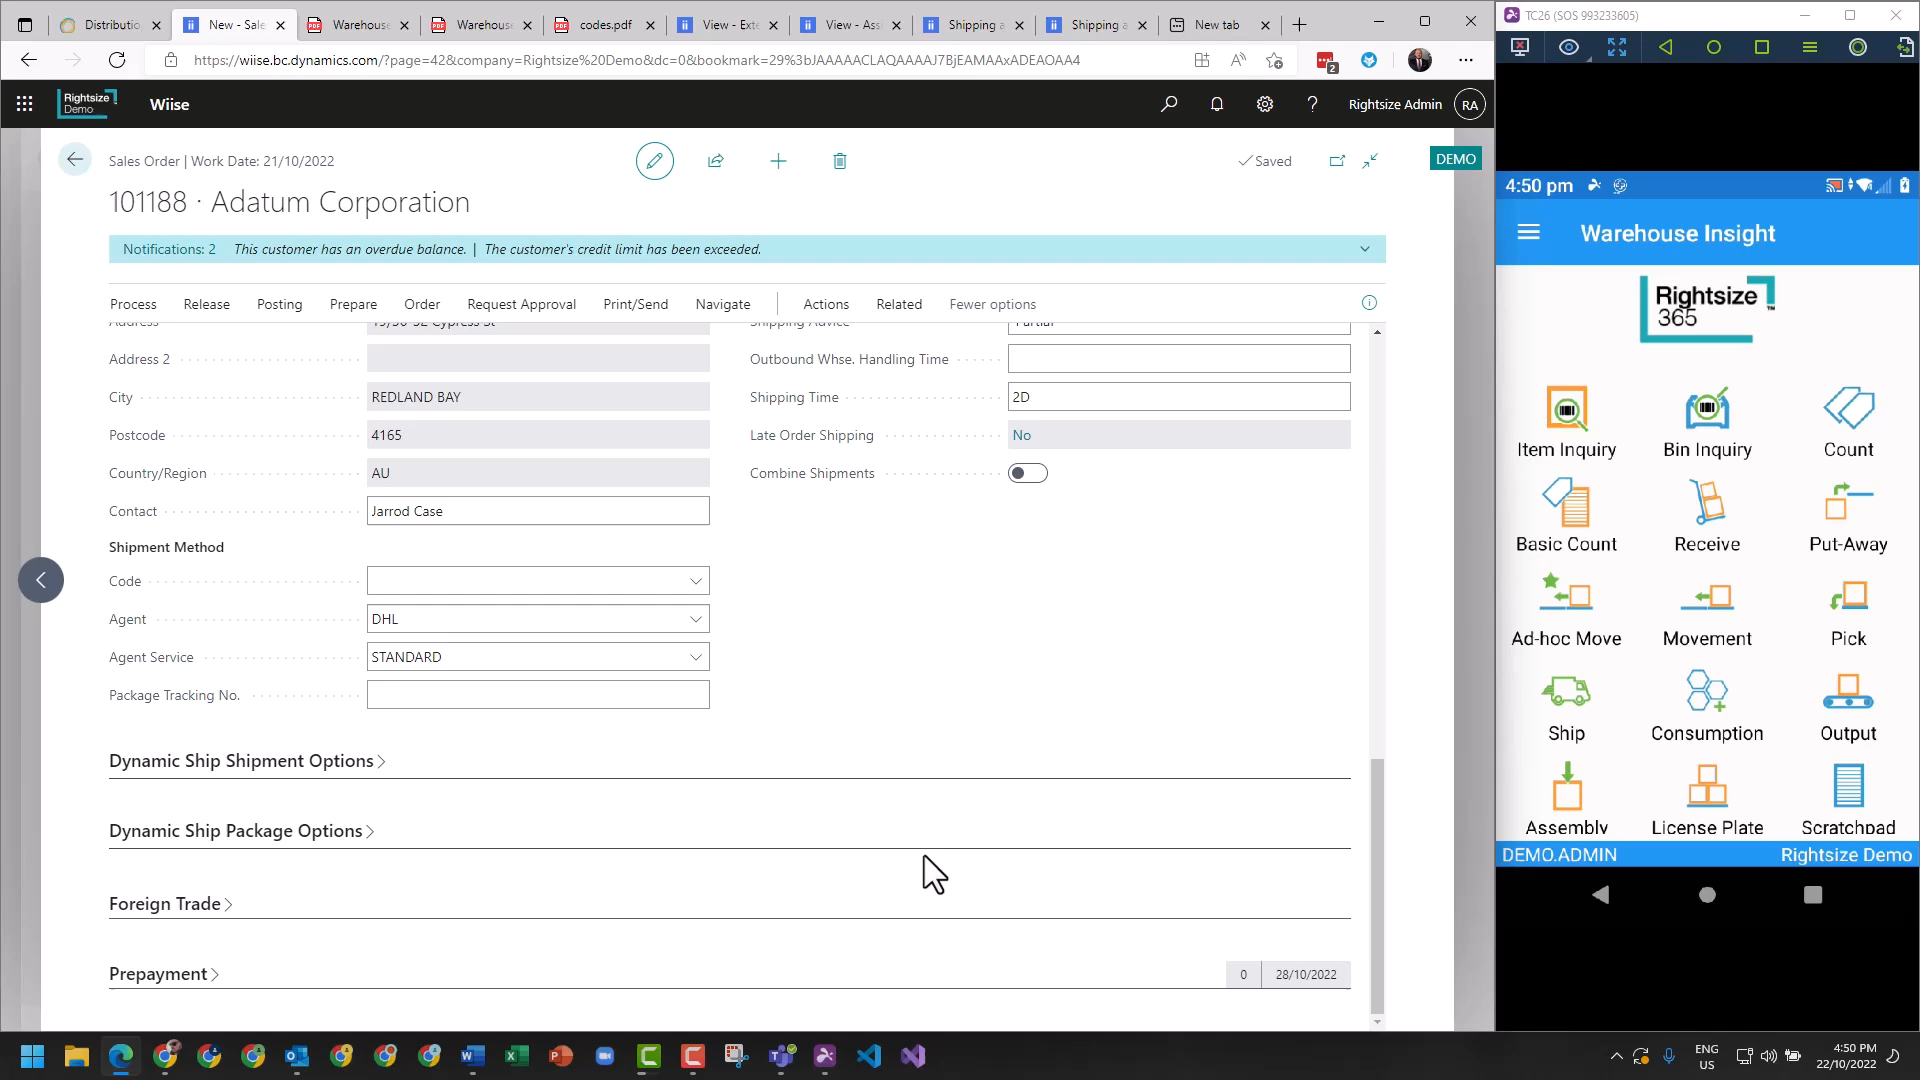 Distributio
New - Sale
Warehouse
Warehouse
codes.pdf
View - Exte
View - Ass
Shipping a
Shipping a
New tab
https://wiise.bc.dynamics.com/?page=42&company=Rightsize%20Demo&dc=0&bookmark=29%3bJAAAAACLAQAAAAJ7BjEAMAAxADEAOAA4
2
Rightsize
Demo
Wiise
Rightsize Admin
RA
Sales Order | Work Date: 21/10/2022
Saved
DEMO
101188 · Adatum Corporation
Notifications: 2
This customer has an overdue balance. | The customer's credit limit has been exceeded.
Process
Release
Posting
Prepare
Order
Request Approval
Print/Send
Navigate
Actions
Related
Fewer options
Address
Shipping Advice
Partial
Address 2
Outbound Whse. Handling Time
City
REDLAND BAY
Shipping Time
2D
Postcode
4165
Late Order Shipping
No
Country/Region
AU
Combine Shipments
Contact
Jarrod Case
Shipment Method
Code
Agent
DHL
Agent Service
STANDARD
Package Tracking No.
Dynamic Ship Shipment Options
Dynamic Ship Package Options
Foreign Trade
Prepayment
0
28/10/2022
TC26 (SOS 993233605)
4:50 pm
Warehouse Insight
Rightsize
365
Item Inquiry
Bin Inquiry
Count
Basic Count
Receive
Put-Away
Ad-hoc Move
Movement
Pick
Ship
Consumption
Output
Assembly
License Plate
Scratchpad
DEMO.ADMIN
Rightsize Demo
ENG
US
4:50 PM
22/10/2022